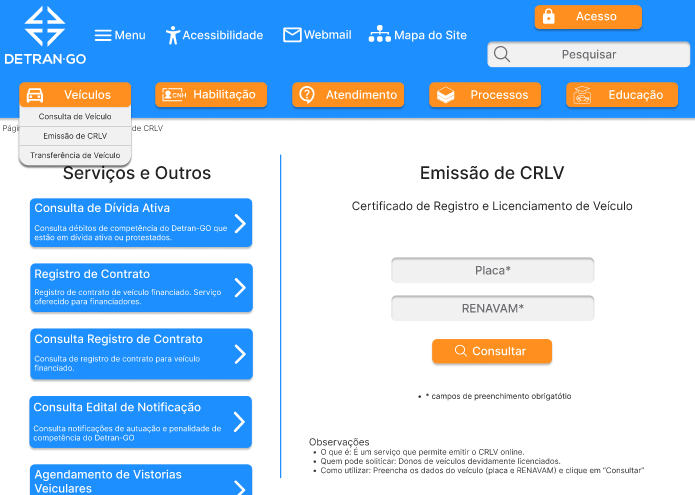 DETRAN-GO
Menu
Acessibilidade
Webmail
Mapa do Site
Acesso
Pesquisar
Veículos
CNH
Habilitação
Atendimento
Processos
Educação
Consulta de Veículo
Emissão de CRLV
Transferência de Veículo
de CRLV
Serviços e Outros
Consulta de Dívida Ativa
Consulta débitos de competência do Detran-GO que
estão em dívida ativa ou protestados.
Registro de Contrato
Registro de contrato de veículo financiado. Serviço
oferecido para financiadores.
Consulta Registro de Contrato
Consulta de registro de contrato para veículo
financiado.
Consulta Edital de Notificação
Consulta notificações de autuação e penalidade de
competência do Detran-GO
Agendamento de Vistorias
Veiculares
Emissão de CRLV
Certificado de Registro e Licenciamento de Veículo
Placa*
RENAVAM*
Consultar
• * campos de preenchimento obrigatótio
Observações
• O que é: É um serviço que permite emitir o CRLV online.
• Quem pode soliticar: Donos de veículos devidamente licenciados.
• Como utilizar: Preencha os dados do veículo (placa e RENAVAM) e clique em "Consultar"